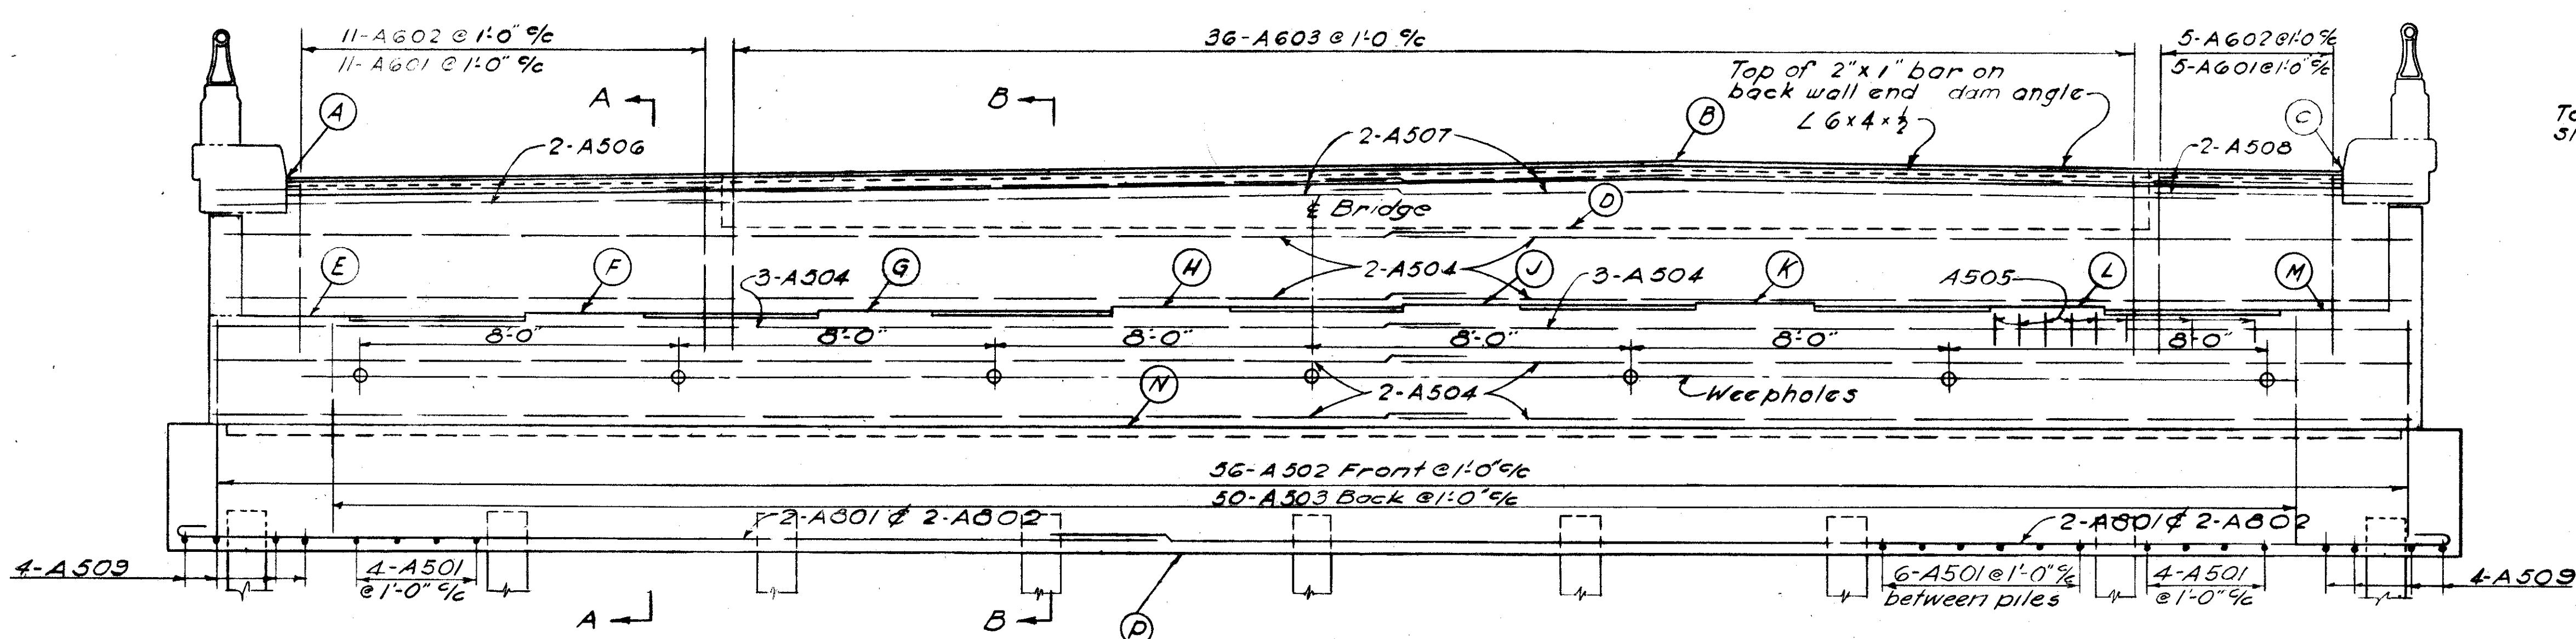 11-A602 @ 1'-0" c/c
11-A601 @ 1'-0" c/c
36-A603 @ 1'-0 c/c
5-A602 @1'-0 c/c
5-A601 @ 1'-0 c/c
Top of 2" x 1" bar on
back wall end dam angle
∠ 6 x 4 x ½
A
B
A
B
C
2-A506
2-A507
2-A508
℄ Bridge
D
E
F
G
H
J
K
L
M
3-A504
2-A504
3-A504
A505
8'-0"
8'-0"
8'-0"
8'-0"
8'-0"
8'-0"
N
2-A504
Weepholes
56-A502 Front @ 1'-0" c/c
50-A503 Back @ 1'-0" c/c
2-A801 & 2-A802
2-A801 & 2-A802
4-A509
4-A501
@ 1'-0" c/c
6-A501 @ 1'-0" c/c
between piles
4-A501
@ 1'-0" c/c
4-A509
A
B
P